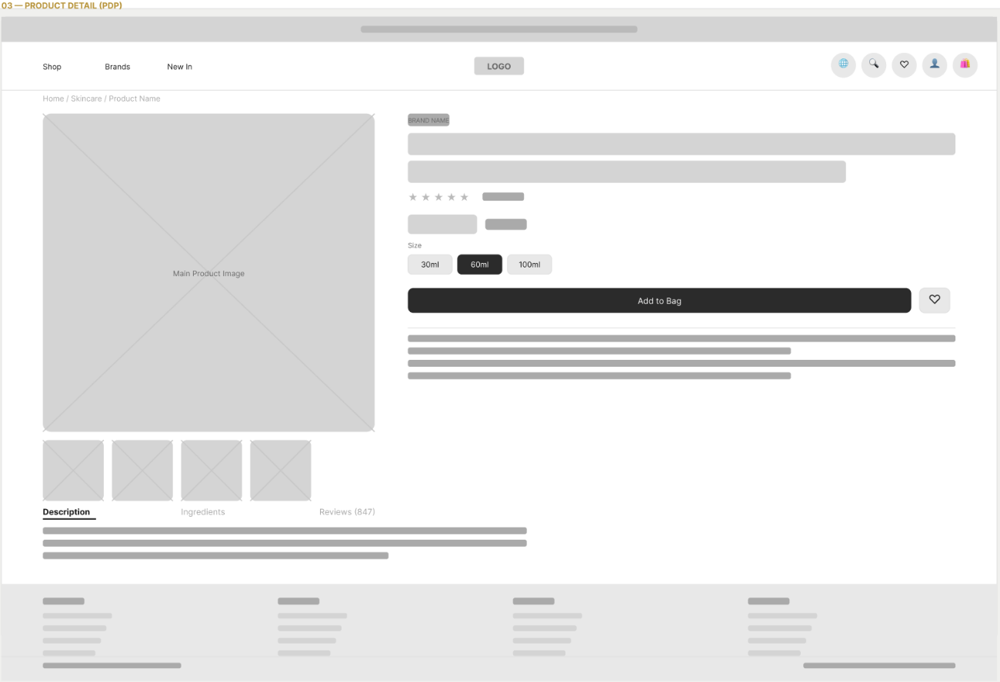 03 — PRODUCT DETAIL (PDP)
Shop Brands New In LOGO
Home / Skincare / Product Name
BRAND NAME
Size
30ml 60ml 100ml
Main Product Image
Add to Bag
Description Ingredients Reviews (847)